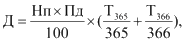 Д = Нп × Пд / 100 × (Т365 / 365 + Т366 / 366),